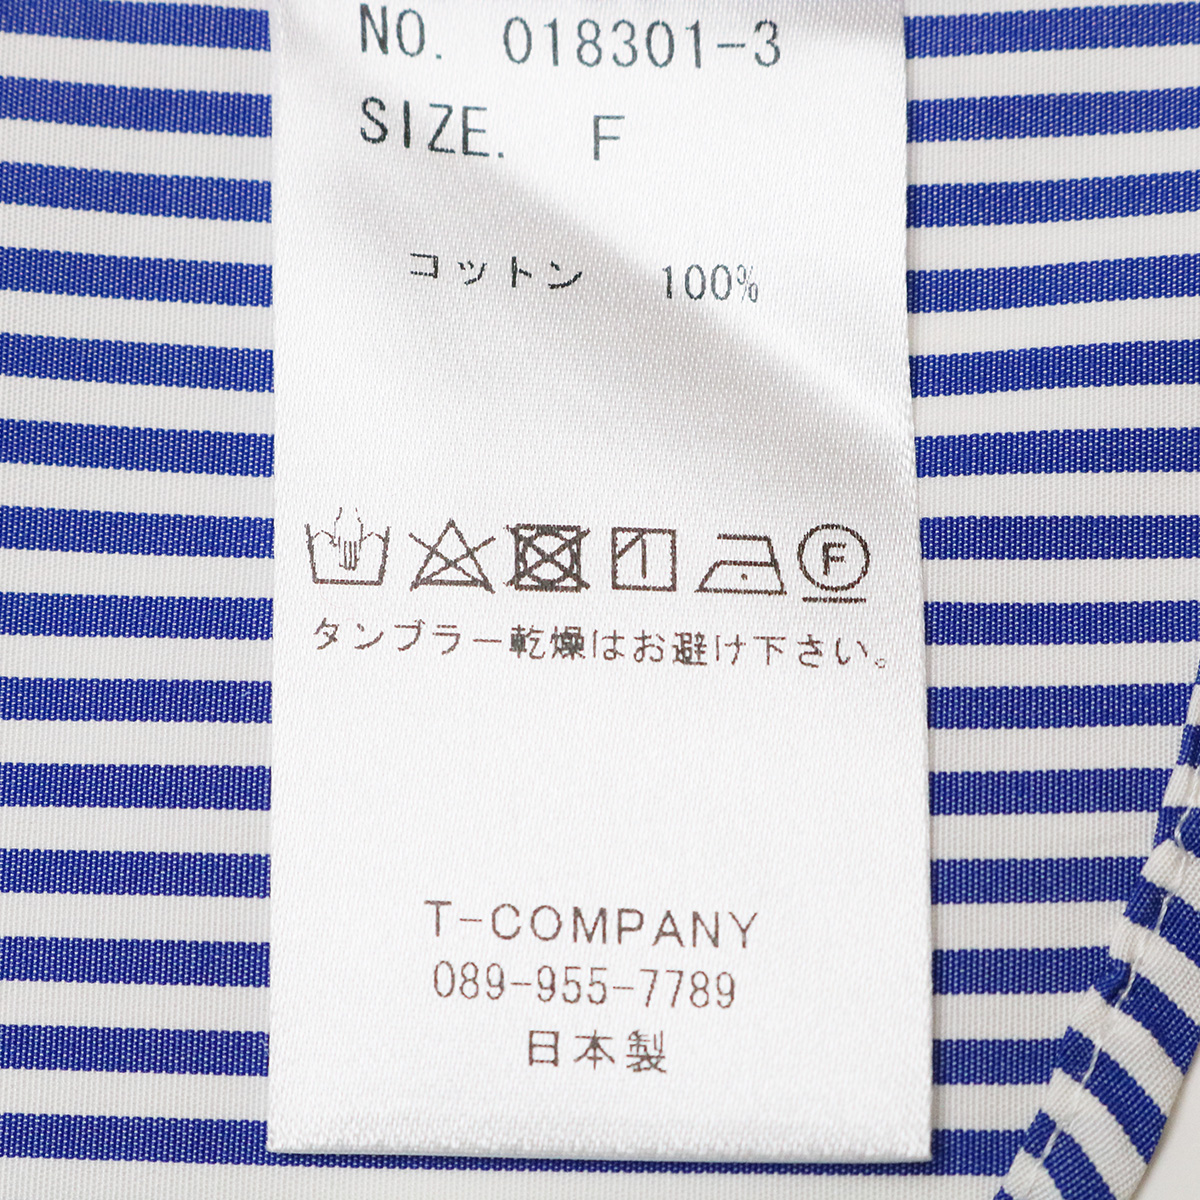 NO. 018301-3
SIZE. F
コットン 100%
F
タンブラー乾燥はお避け下さい。
T-COMPANY
089-955-7789
日本製